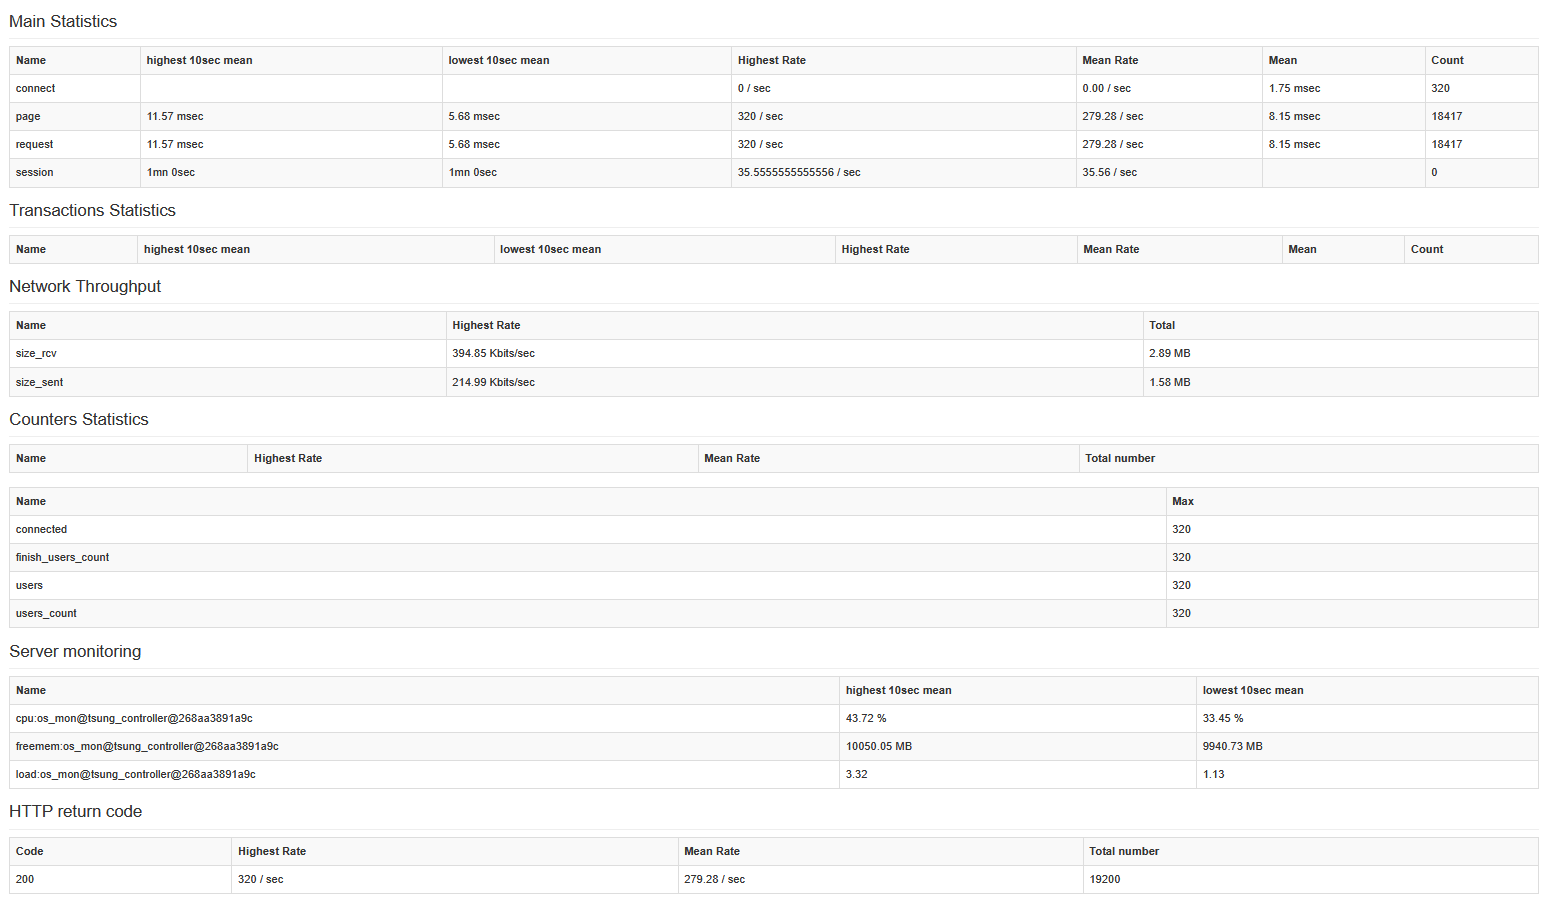 Main Statistics
Name highest 10sec mean lowest 10sec mean Highest Rate Mean Rate Mean Count
connect 0 / sec 0.00 / sec 1.75 msec 320
page 11.57 msec 5.68 msec 320 / sec 279.28 / sec 8.15 msec 18417
request 11.57 msec 5.68 msec 320 / sec 279.28 / sec 8.15 msec 18417
session 1mn 0sec 1mn 0sec 35.5555555555556 / sec 35.56 / sec 0
Transactions Statistics
Name highest 10sec mean lowest 10sec mean Highest Rate Mean Rate Mean Count
Network Throughput
Name Highest Rate Total
size_rcv 394.85 Kbits/sec 2.89 MB
size_sent 214.99 Kbits/sec 1.58 MB
Counters Statistics
Name Highest Rate Mean Rate Total number
Name Max
connected 320
finish_users_count 320
users 320
users_count 320
Server monitoring
Name highest 10sec mean lowest 10sec mean
cpu:os_mon@tsung_controller@268aa3891a9c 43.72 % 33.45 %
freemem:os_mon@tsung_controller@268aa3891a9c 10050.05 MB 9940.73 MB
load:os_mon@tsung_controller@268aa3891a9c 3.32 1.13
HTTP return code
Code Highest Rate Mean Rate Total number
200 320 / sec 279.28 / sec 19200